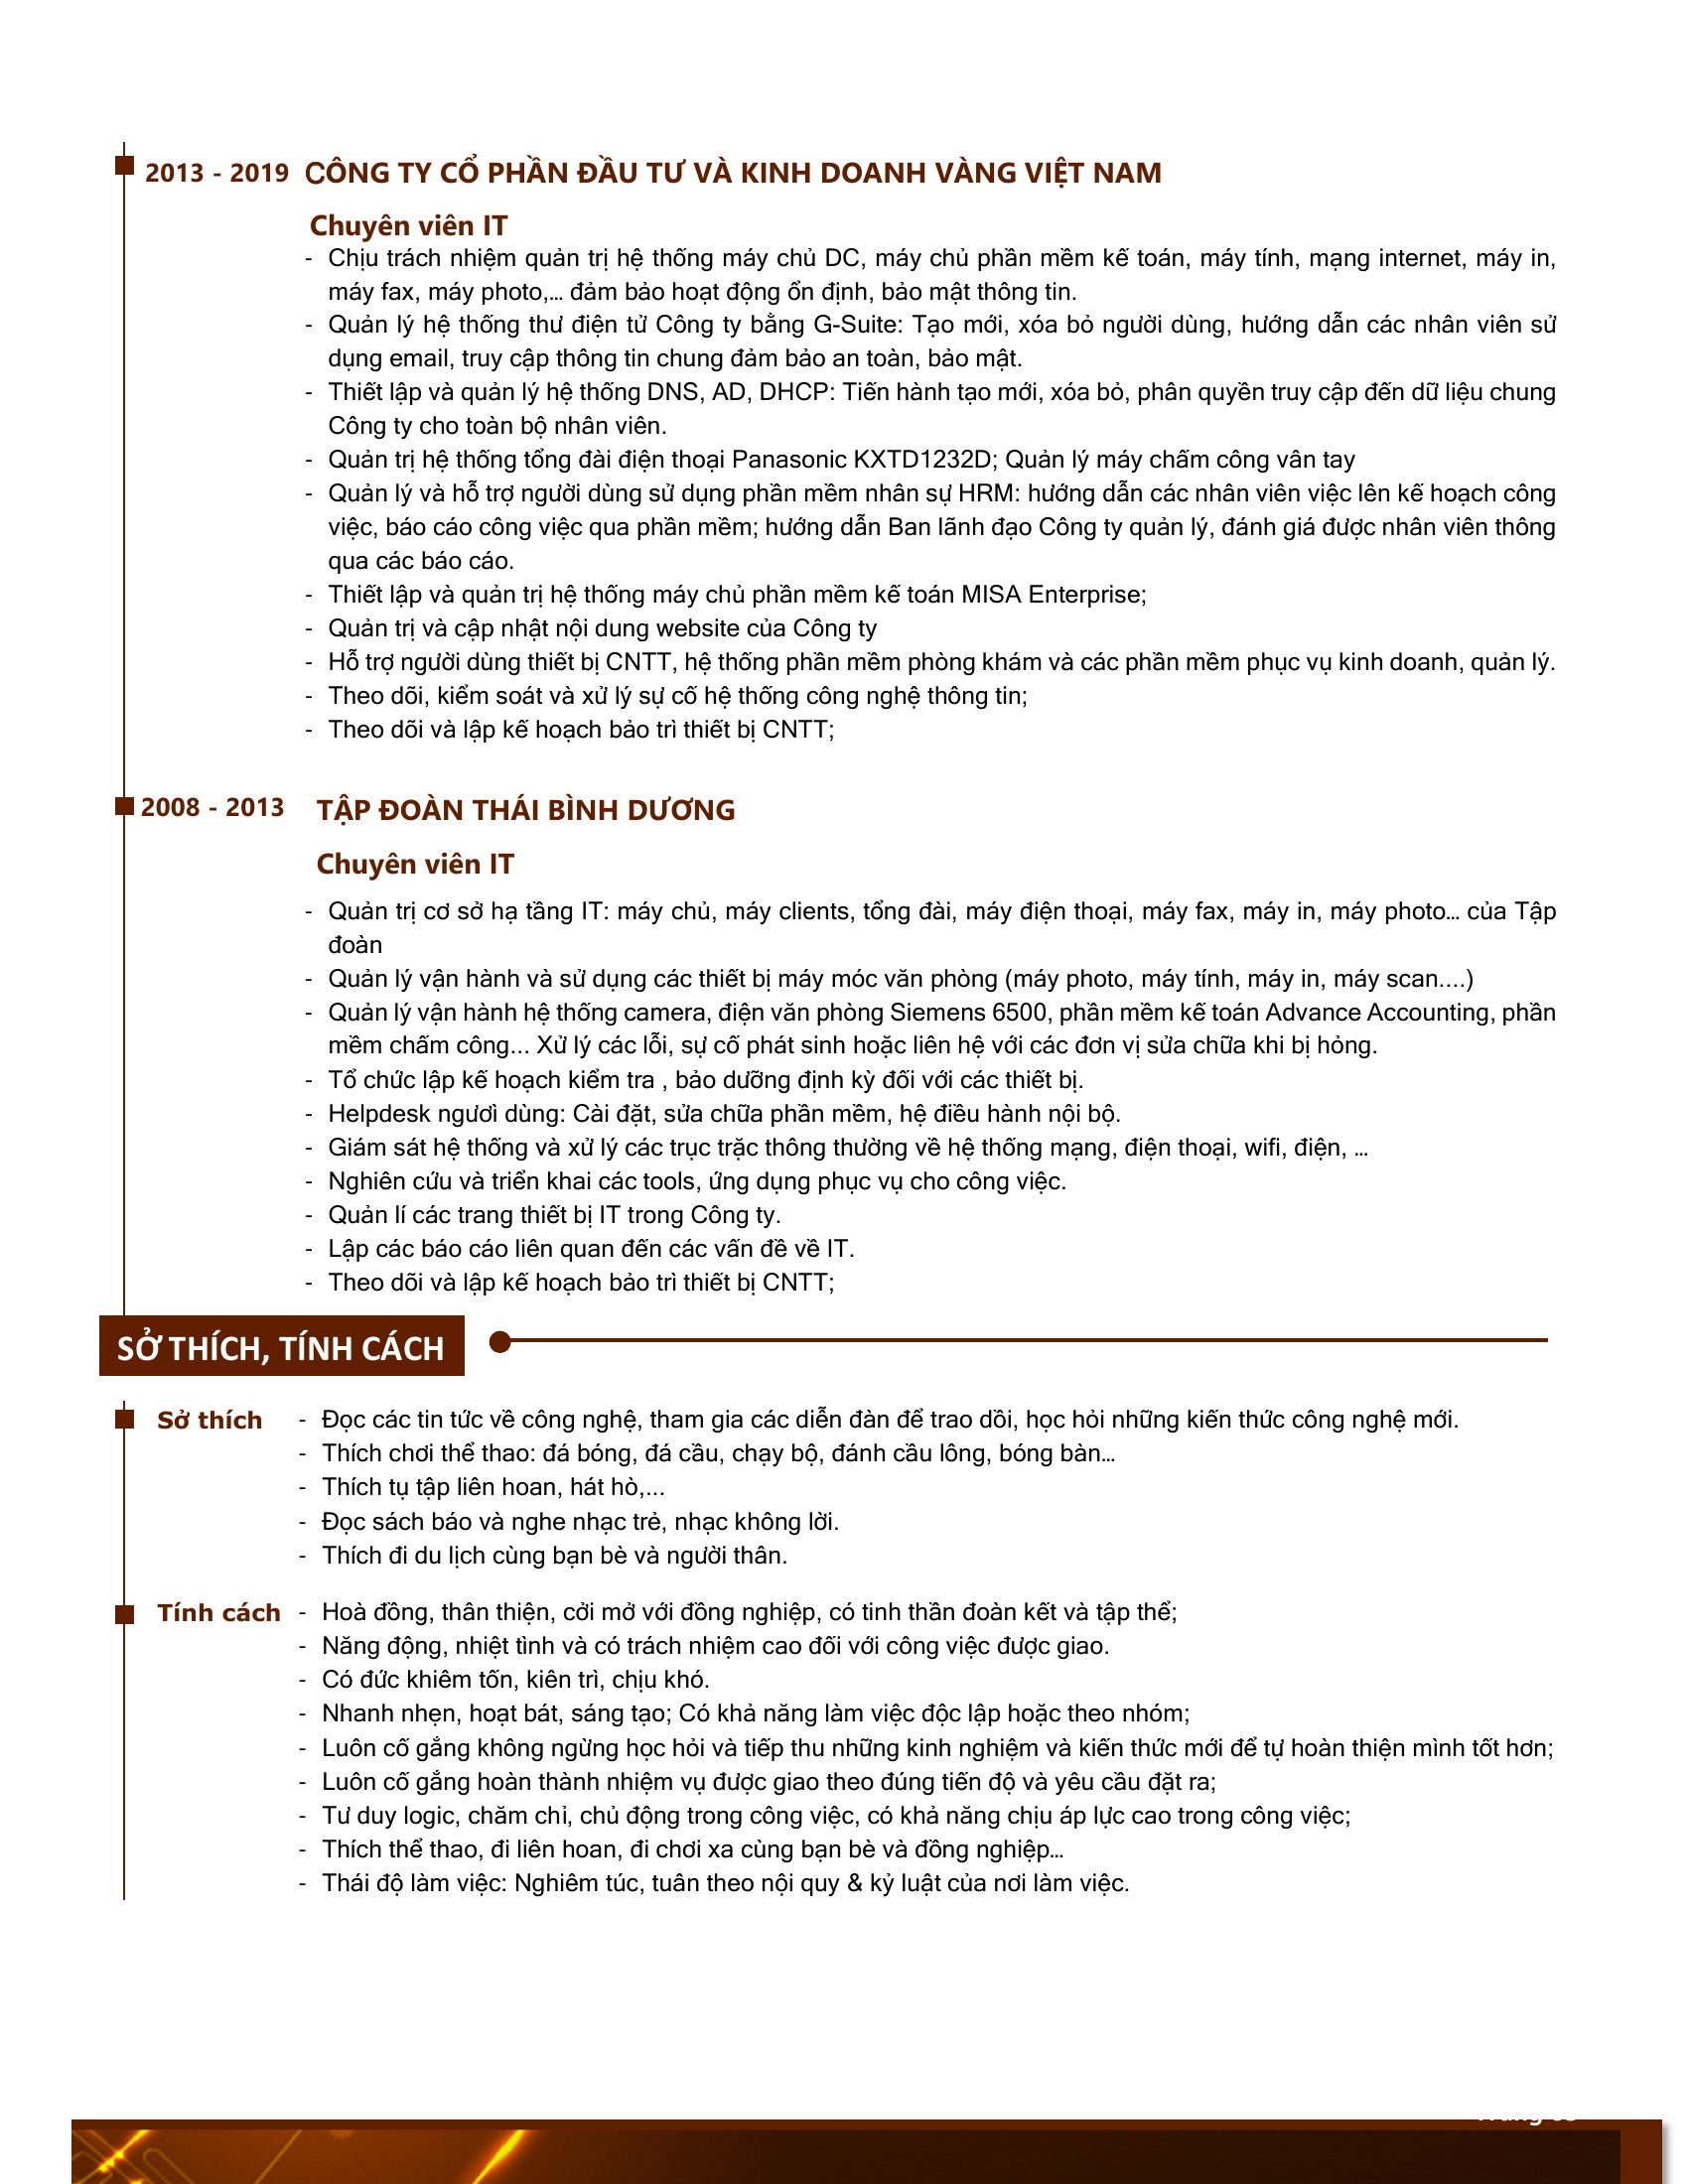 2013 - 2019 CÔNG TY CỔ PHẦN ĐẦU TƯ VÀ KINH DOANH VÀNG VIỆT NAM
Chuyên viên IT
- Chịu trách nhiệm quản trị hệ thống máy chủ DC, máy chủ phần mềm kế toán, máy tính, mạng internet, máy in,
máy fax, máy photo,... đảm bảo hoạt động ổn định, bảo mật thông tin.
- Quản lý hệ thống thư điện tử Công ty bằng G-Suite: Tạo mới, xóa bỏ người dùng, hướng dẫn các nhân viên sử
dụng email, truy cập thông tin chung đảm bảo an toàn, bảo mật.
- Thiết lập và quản lý hệ thống DNS, AD, DHCP: Tiến hành tạo mới, xóa bỏ, phân quyền truy cập đến dữ liệu chung
Công ty cho toàn bộ nhân viên.
- Quản trị hệ thống tổng đài điện thoại Panasonic KXTD1232D; Quản lý máy chấm công vân tay
- Quản lý và hỗ trợ người dùng sử dụng phần mềm nhân sự HRM: hướng dẫn các nhân viên việc lên kế hoạch công
việc, báo cáo công việc qua phần mềm; hướng dẫn Ban lãnh đạo Công ty quản lý, đánh giá được nhân viên thông
qua các báo cáo.
- Thiết lập và quản trị hệ thống máy chủ phần mềm kế toán MISA Enterprise;
- Quản trị và cập nhật nội dung website của Công ty
- Hỗ trợ người dùng thiết bị CNTT, hệ thống phần mềm phòng khám và các phần mềm phục vụ kinh doanh, quản lý.
- Theo dõi, kiểm soát và xử lý sự cố hệ thống công nghệ thông tin;
- Theo dõi và lập kế hoạch bảo trì thiết bị CNTT;
2008 - 2013 TẬP ĐOÀN THÁI BÌNH DƯƠNG
Chuyên viên IT
- Quản trị cơ sở hạ tầng IT: máy chủ, máy clients, tổng đài, máy điện thoại, máy fax, máy in, máy photo... của Tập
đoàn
- Quản lý vận hành và sử dụng các thiết bị máy móc văn phòng (máy photo, máy tính, máy in, máy scan....)
- Quản lý vận hành hệ thống camera, điện văn phòng Siemens 6500, phần mềm kế toán Advance Accounting, phần
mềm chấm công... Xử lý các lỗi, sự cố phát sinh hoặc liên hệ với các đơn vị sửa chữa khi bị hỏng.
- Tổ chức lập kế hoạch kiểm tra , bảo dưỡng định kỳ đối với các thiết bị.
- Helpdesk ngươì dùng: Cài đặt, sửa chữa phần mềm, hệ điều hành nội bộ.
- Giám sát hệ thống và xử lý các trục trặc thông thường về hệ thống mạng, điện thoại, wifi, điện, ...
- Nghiên cứu và triển khai các tools, ứng dụng phục vụ cho công việc.
- Quản lí các trang thiết bị IT trong Công ty.
- Lập các báo cáo liên quan đến các vấn đề về IT.
- Theo dõi và lập kế hoạch bảo trì thiết bị CNTT;
SỞ THÍCH, TÍNH CÁCH
Sở thích - Đọc các tin tức về công nghệ, tham gia các diễn đàn để trao dồi, học hỏi những kiến thức công nghệ mới.
- Thích chơi thể thao: đá bóng, đá cầu, chạy bộ, đánh cầu lông, bóng bàn...
- Thích tụ tập liên hoan, hát hò,...
- Đọc sách báo và nghe nhạc trẻ, nhạc không lời.
- Thích đi du lịch cùng bạn bè và người thân.
Tính cách - Hoà đồng, thân thiện, cởi mở với đồng nghiệp, có tinh thần đoàn kết và tập thể;
- Năng động, nhiệt tình và có trách nhiệm cao đối với công việc được giao.
- Có đức khiêm tốn, kiên trì, chịu khó.
- Nhanh nhẹn, hoạt bát, sáng tạo; Có khả năng làm việc độc lập hoặc theo nhóm;
- Luôn cố gắng không ngừng học hỏi và tiếp thu những kinh nghiệm và kiến thức mới để tự hoàn thiện mình tốt hơn;
- Luôn cố gắng hoàn thành nhiệm vụ được giao theo đúng tiến độ và yêu cầu đặt ra;
- Tư duy logic, chăm chỉ, chủ động trong công việc, có khả năng chịu áp lực cao trong công việc;
- Thích thể thao, đi liên hoan, đi chơi xa cùng bạn bè và đồng nghiệp...
- Thái độ làm việc: Nghiêm túc, tuân theo nội quy & kỷ luật của nơi làm việc.